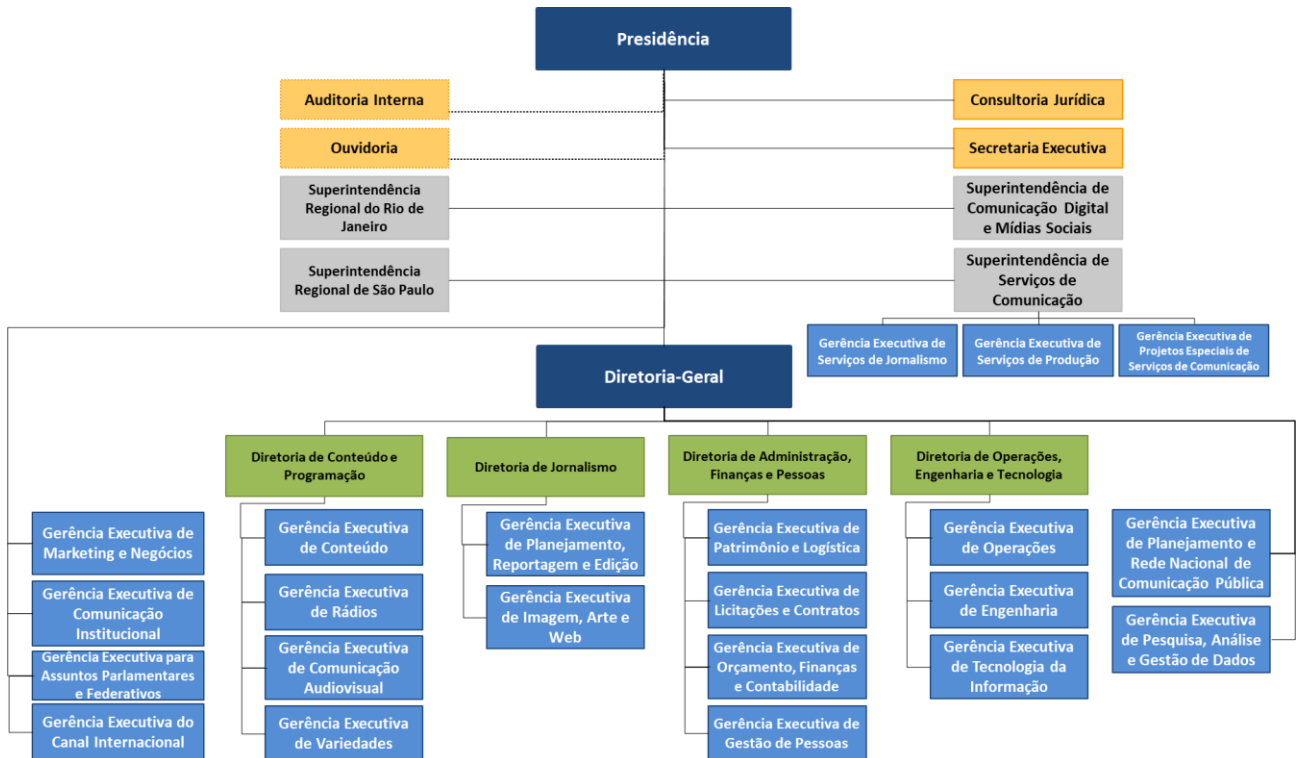 Presidência
Auditoria Interna
Consultoria Jurídica
Ouvidoria
Secretaria Executiva
Superintendência
Regional do Rio de
Janeiro
Superintendência de
Comunicação Digital
e Mídias Sociais
Superintendência
Regional de São Paulo
Superintendência de
Serviços de
Comunicação
Gerência Executiva de
Serviços de Jornalismo
Gerência Executiva de
Serviços de Produção
Gerência Executiva de
Projetos Especiais de
Serviços de Comunicação
Diretoria-Geral
Diretoria de Conteúdo e
Programação
Diretoria de Jornalismo
Diretoria de Administração,
Finanças e Pessoas
Diretoria de Operações,
Engenharia e Tecnologia
Gerência Executiva de
Marketing e Negócios
Gerência Executiva de
Comunicação
Institucional
Gerência Executiva para
Assuntos Parlamentares
e Federativos
Gerência Executiva do
Canal Internacional
Gerência Executiva
de Conteúdo
Gerência Executiva
de Rádios
Gerência Executiva
de Comunicação
Audiovisual
Gerência Executiva
de Variedades
Gerência Executiva
de Planejamento,
Reportagem e Edição
Gerência Executiva
de Imagem, Arte e
Web
Gerência Executiva de
Patrimônio e Logística
Gerência Executiva de
Licitações e Contratos
Gerência Executiva de
Orçamento, Finanças
e Contabilidade
Gerência Executiva de
Gestão de Pessoas
Gerência Executiva
de Operações
Gerência Executiva
de Engenharia
Gerência Executiva
de Tecnologia da
Informação
Gerência Executiva
de Planejamento e
Rede Nacional de
Comunicação Pública
Gerência Executiva
de Pesquisa, Análise
e Gestão de Dados